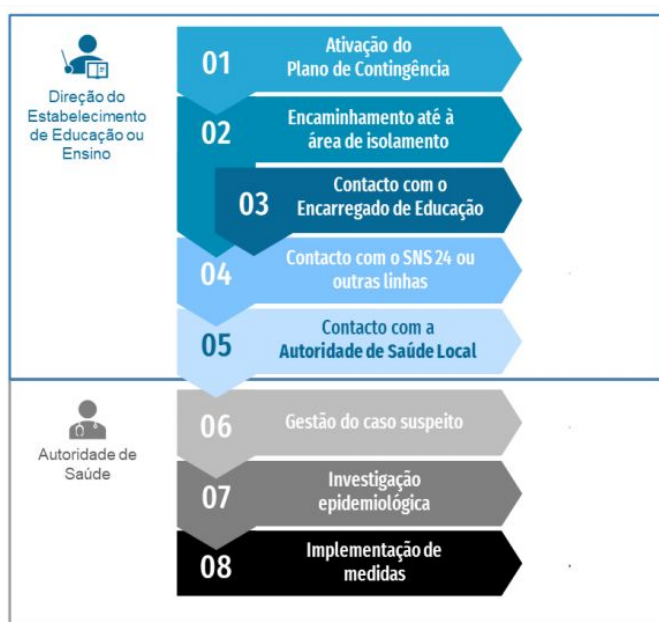 Direção do
Estabelecimento
de Educação ou
Ensino
01
Ativação do
Plano de Contingência
02
Encaminhamento até à
área de isolamento
03
Contacto com o
Encarregado de Educação
04
Contacto com o SNS 24 ou
outras linhas
05
Contacto com a
Autoridade de Saúde Local
Autoridade de
Saúde
06
Gestão do caso suspeito
07
Investigação
epidemiológica
08
Implementação de
medidas